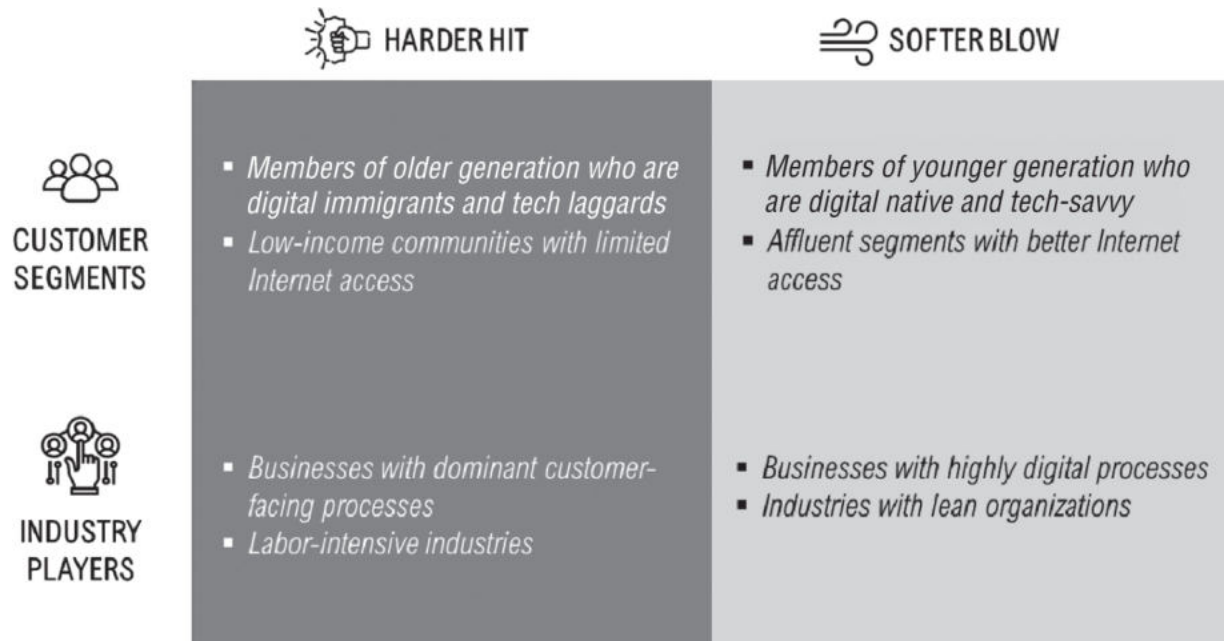 HARDER HIT
SOFTER BLOW
CUSTOMER
SEGMENTS
▪ Members of older generation who are
digital immigrants and tech laggards
▪ Low-income communities with limited
Internet access
▪ Members of younger generation who
are digital native and tech-savvy
▪ Affluent segments with better Internet
access
INDUSTRY
PLAYERS
▪ Businesses with dominant customer-
facing processes
▪ Labor-intensive industries
▪ Businesses with highly digital processes
▪ Industries with lean organizations